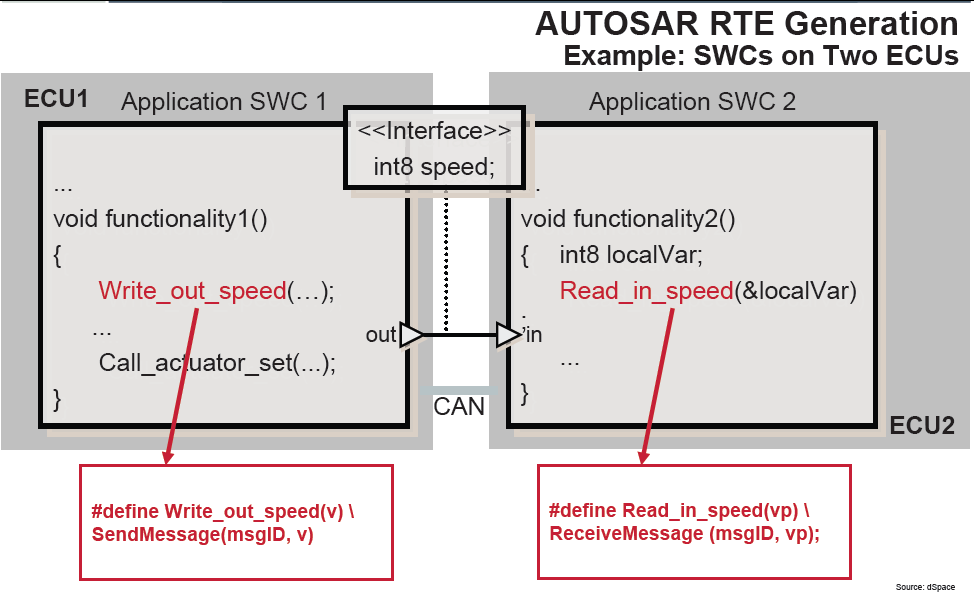 AUTOSAR RTE Generation
Example: SWCs on Two ECUs
ECU1
Application SWC 1
<<Interface>>
int8 speed;
Application SWC 2
...
void functionality1()
{
Write_out_speed(…);
...
Call_actuator_set(...);
}
out
CAN
.
void functionality2()
{ int8 localVar;
Read_in_speed(&localVar)
.
'in
...
}
ECU2
#define Write_out_speed(v) \
SendMessage(msgID, v)
#define Read_in_speed(vp) \
ReceiveMessage (msgID, vp);
Source: dSpace